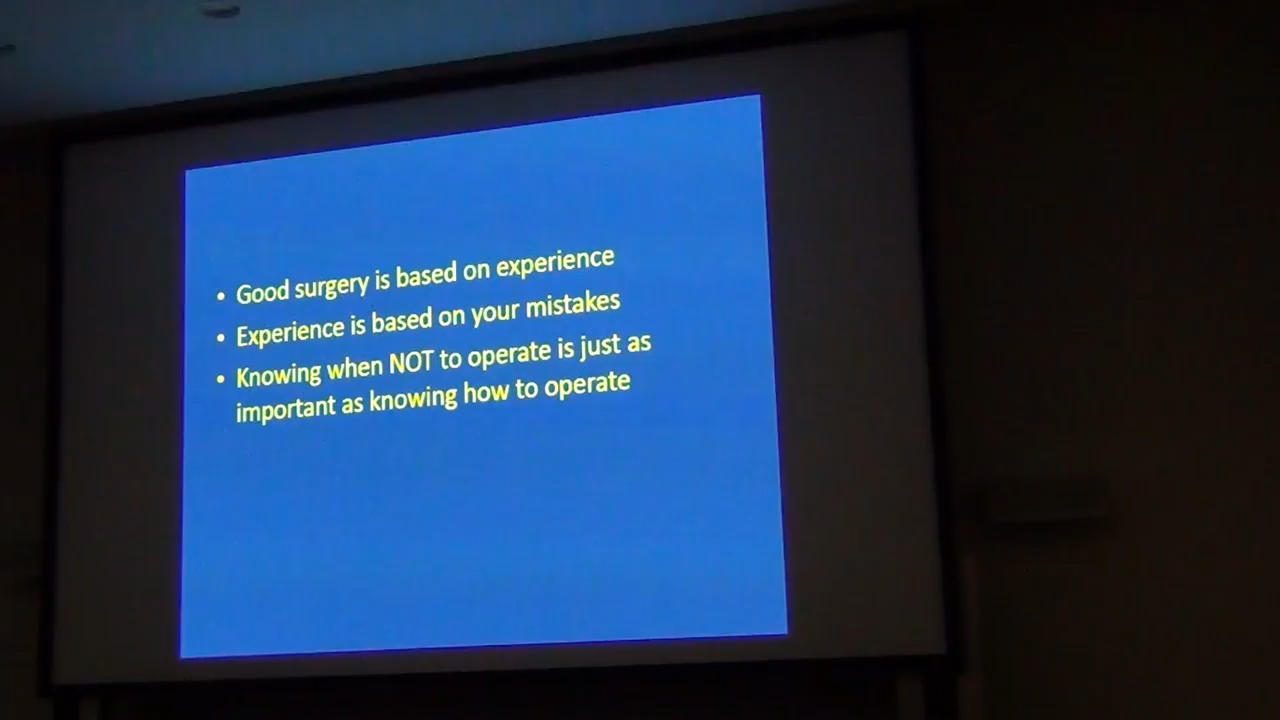 • Good surgery is based on experience
• Experience is based on your mistakes
• Knowing when NOT to operate is just as
important as knowing how to operate